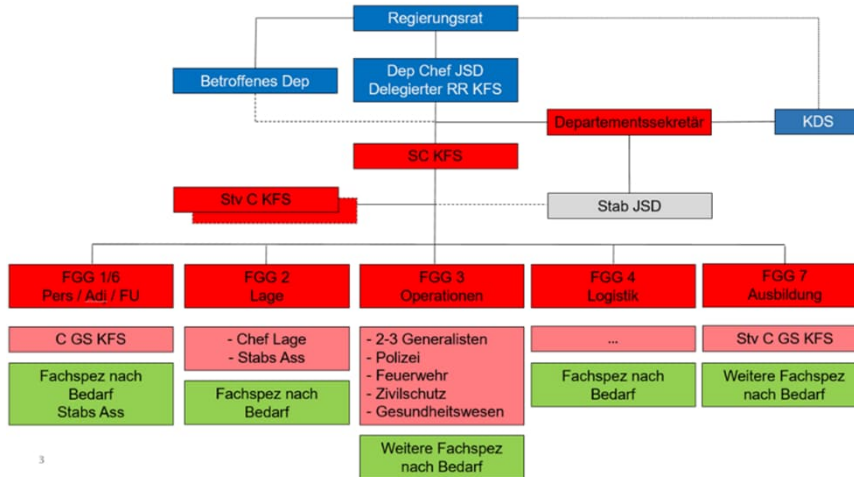 Regierungsrat
Betroffenes Dep
Dep Chef JSD
Delegierter RR KFS
Departementssekretär
KDS
SC KFS
Stv C KFS
Stab JSD
FGG 1/6
Pers / Adj / FU
FGG 2
Lage
FGG 3
Operationen
FGG 4
Logistik
FGG 7
Ausbildung
C GS KFS
- Chef Lage
- Stabs Ass
- 2-3 Generalisten
- Polizei
- Feuerwehr
- Zivilschutz
- Gesundheitswesen
...
Stv C GS KFS
Fachspez nach
Bedarf
Stabs Ass
Fachspez nach
Bedarf
Weitere Fachspez
nach Bedarf
Fachspez nach
Bedarf
Weitere Fachspez
nach Bedarf
3